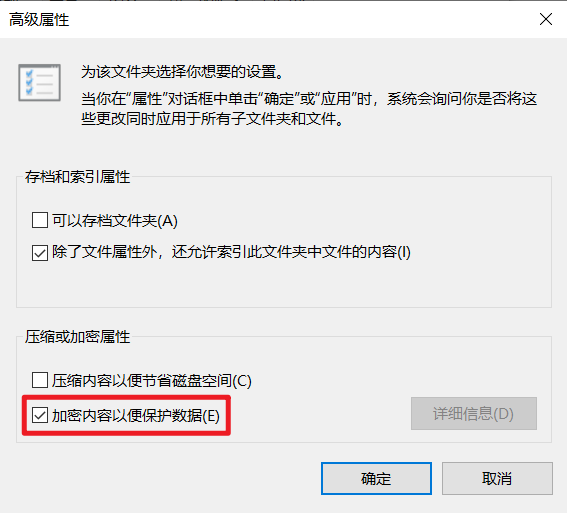 高级属性
为该文件夹选择你想要的设置。
当你在“属性”对话框中单击“确定”或“应用”时，系统会询问你是否将这
些更改同时应用于所有子文件夹和文件。
存档和索引属性
可以存档文件夹(A)
除了文件属性外，还允许索引此文件夹中文件的内容(I)
压缩或加密属性
压缩内容以便节省磁盘空间(C)
加密内容以便保护数据(E)
详细信息(D)
确定
取消